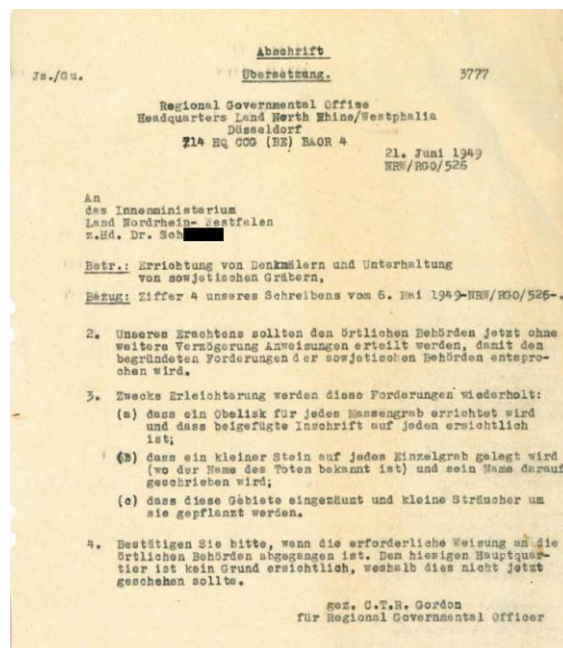 Abschrift
Js./Gu. Übersetzung. 3777
Regional Governmental Office
Headquarters Land North Rhine/Westphalia
Düsseldorf
714 HQ CCG (BE) BAOR 4
21. Juni 1949
NRW/RGO/526
An
das Innenministerium
Land Nordrhein- Westfalen
z.Hd. Dr. Sch
Betr.: Errichtung von Denkmälern und Unterhaltung
von sowjetischen Gräbern,
Bezug: Ziffer 4 unseres Schreibens vom 6. Mai 1949-NRW/RGO/526-.
2. Unseres Erachtens sollten den örtlichen Behörden jetzt ohne
weitere Verzögerung Anweisungen erteilt werden, damit den
begründeten Forderungen der sowjetischen Behörden entspro-
chen wird.
3. Zwecks Erleichterung werden diese Forderungen wiederholt:
(a) dass ein Obelisk für jedes Massengrab errichtet wird
und dass beigefügte Inschrift auf jeden ersichtlich
ist;
(b) dass ein kleiner Stein auf jedes Einzelgrab gelegt wird
(wo der Name des Toten bekannt ist) und sein Name darauf
geschrieben wird;
(c) dass diese Gebiete eingezäunt und kleine Sträucher um
sie gepflanzt werden.
4. Bestätigen Sie bitte, wenn die erforderliche Weisung an die
örtlichen Behörden abgegangen ist. Dem hiesigen Hauptquar-
tier ist kein Grund ersichtlich, weshalb dies nicht jetzt
geschehen sollte.
gez. C.T.R. Gordon
für Regional Governmental Officer